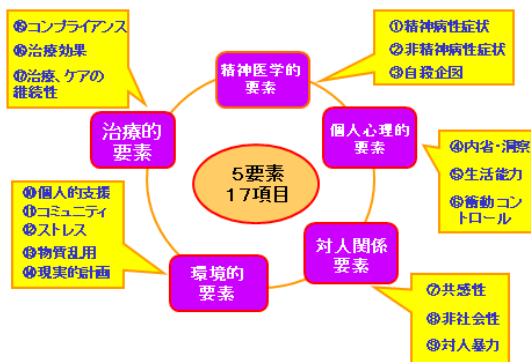 精神医学的
要素
①精神病性症状
②非精神病性症状
③自殺企図
個人心理的
要素
④内省・洞察
⑤生活能力
⑥衝動コン
トロール
対人関係
要素
⑦共感性
⑧非社会性
⑨対人暴力
環境的
要素
⑩個人的支援
⑪コミュニティ
⑫ストレス
⑬物質乱用
⑭現実的計画
治療的
要素
⑮コンプライアンス
⑯治療効果
⑰治療、ケアの
継続性
5要素
17項目